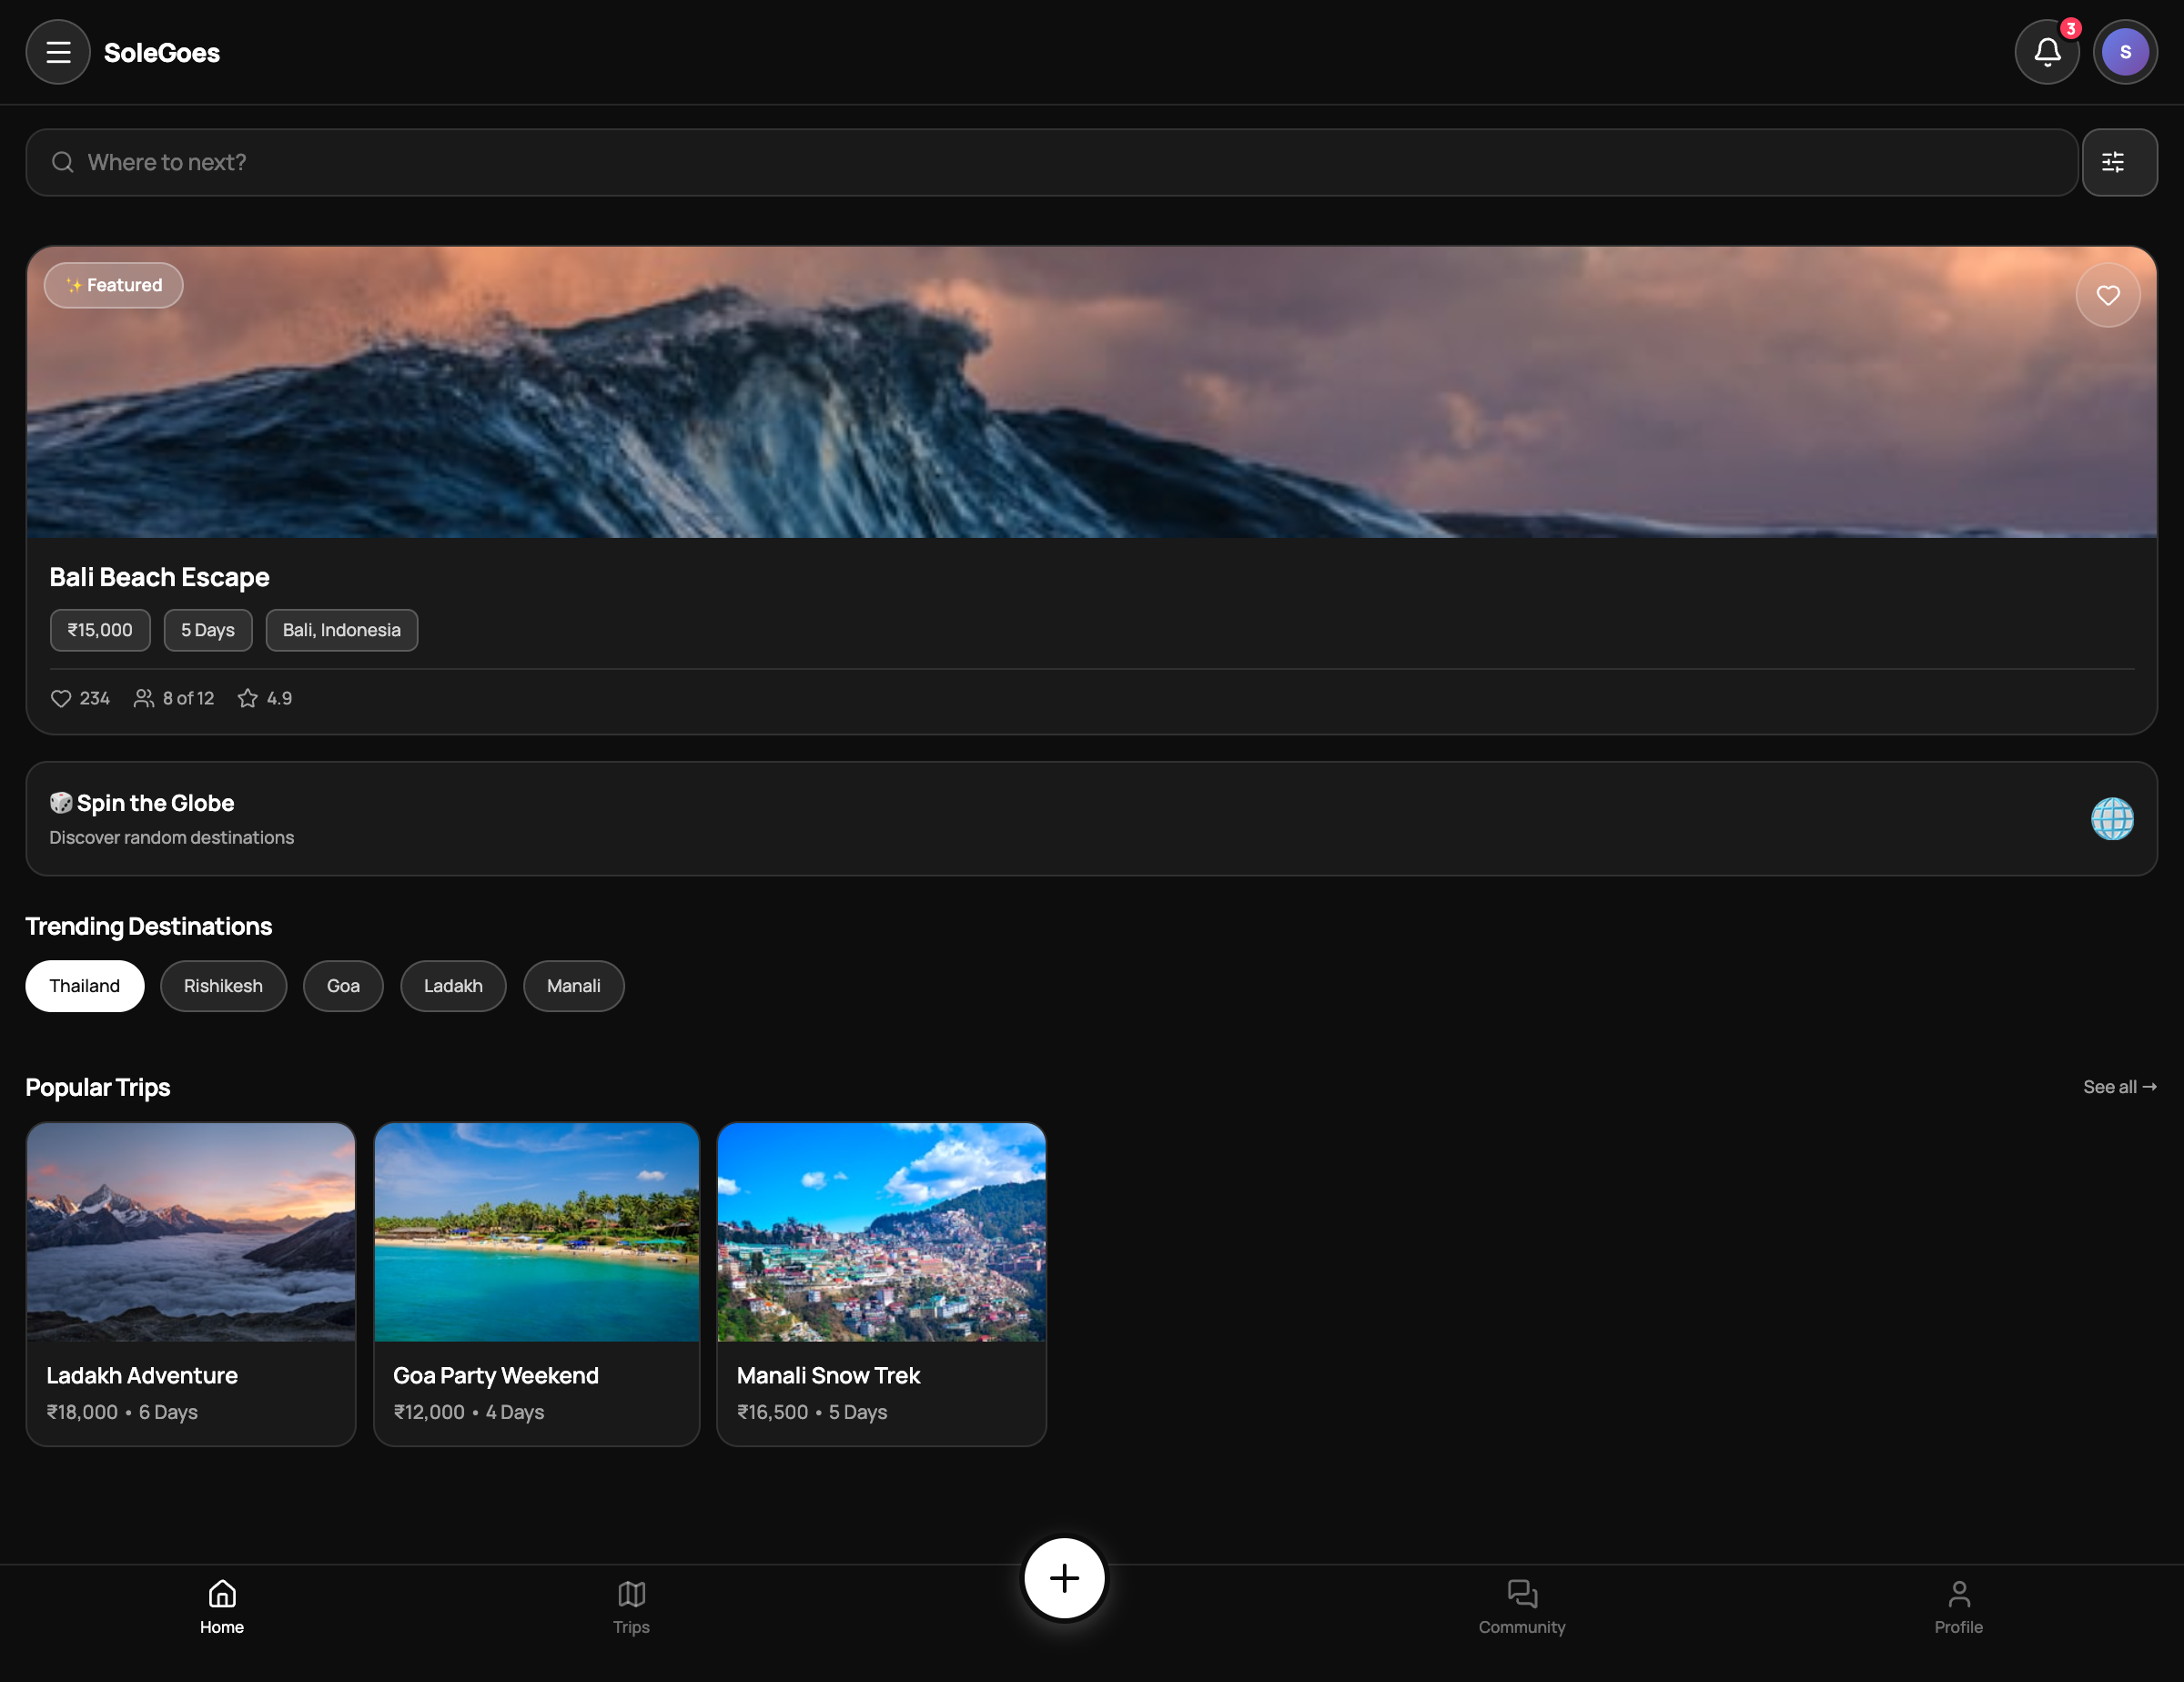 SoleGoes
3
S
Where to next?
✨ Featured
Bali Beach Escape
₹15,000
5 Days
Bali, Indonesia
234
8 of 12
4.9
🎲 Spin the Globe
Discover random destinations
Trending Destinations
Thailand
Rishikesh
Goa
Ladakh
Manali
Popular Trips
See all →
Ladakh Adventure
₹18,000 • 6 Days
Goa Party Weekend
₹12,000 • 4 Days
Manali Snow Trek
₹16,500 • 5 Days
Home
Trips
Community
Profile